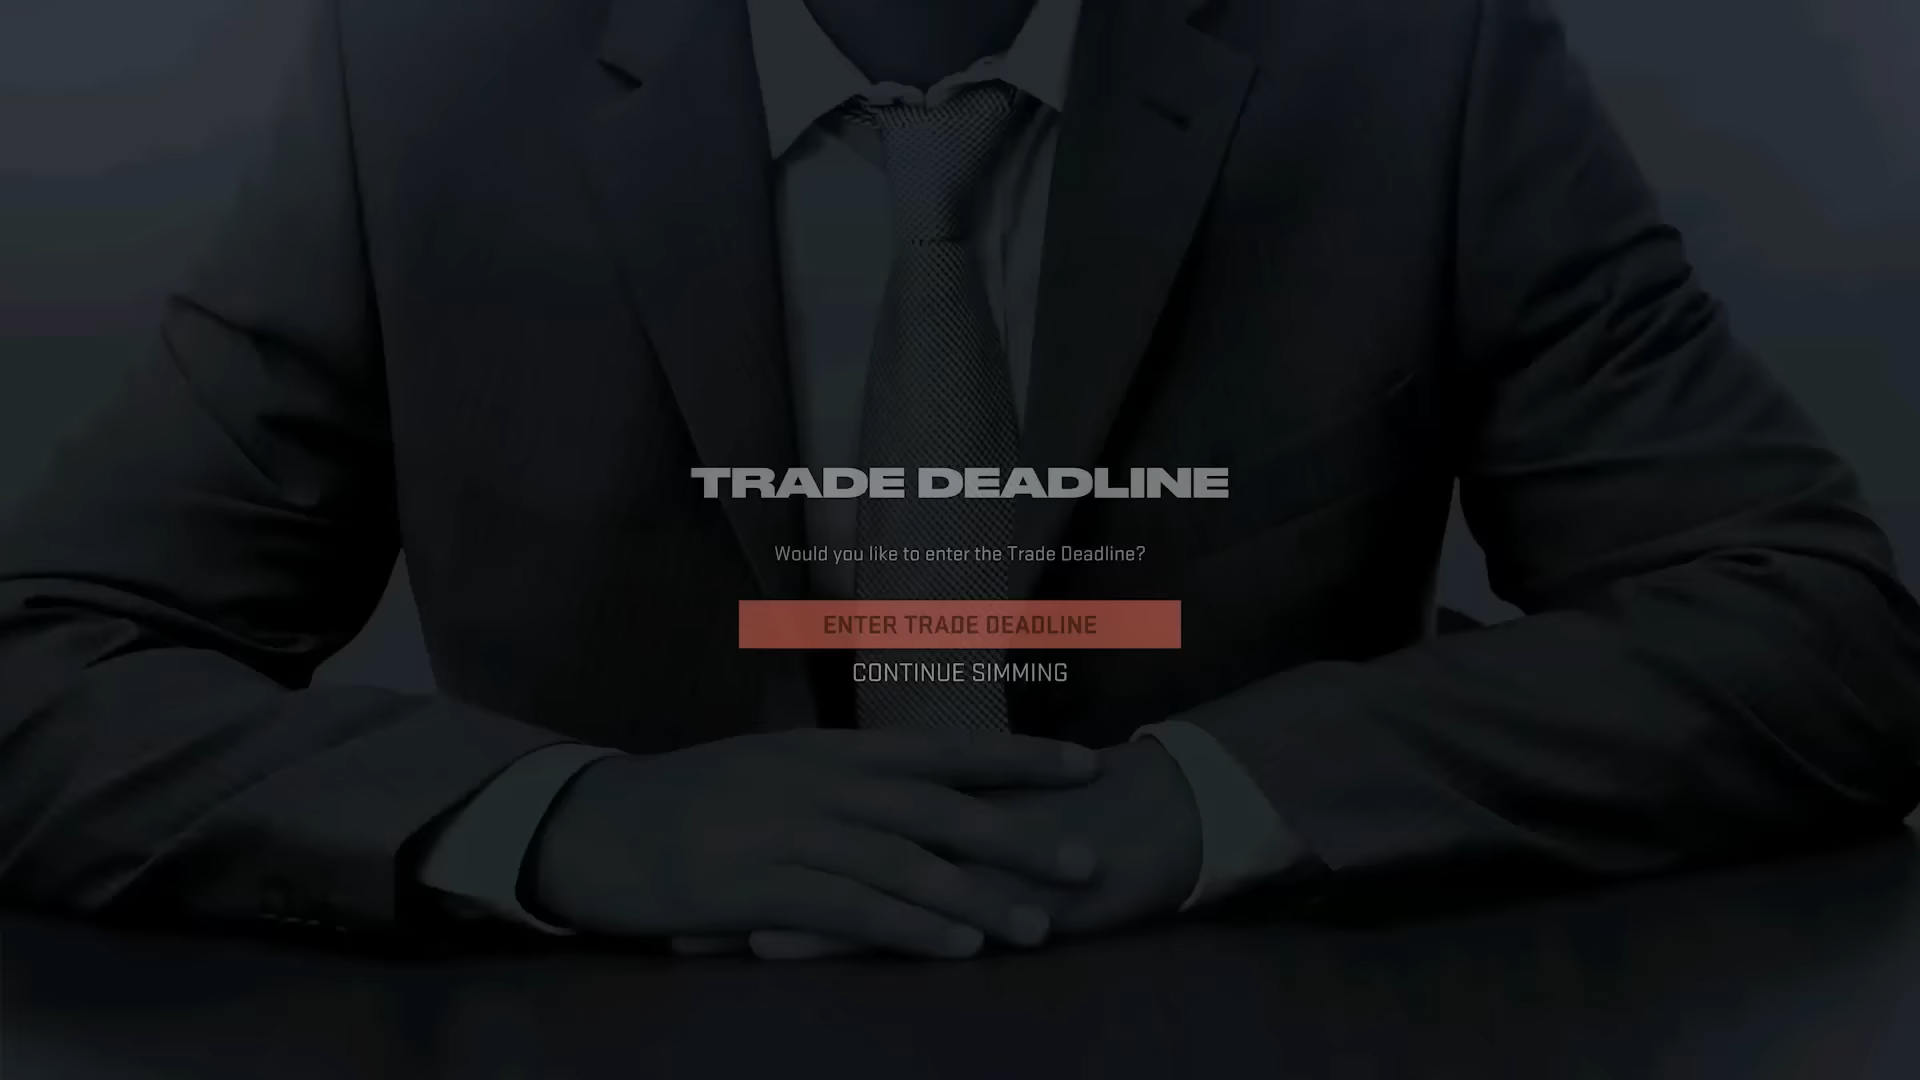 TRADE DEADLINE
Would you like to enter the Trade Deadline?
ENTER TRADE DEADLINE
CONTINUE SIMMING